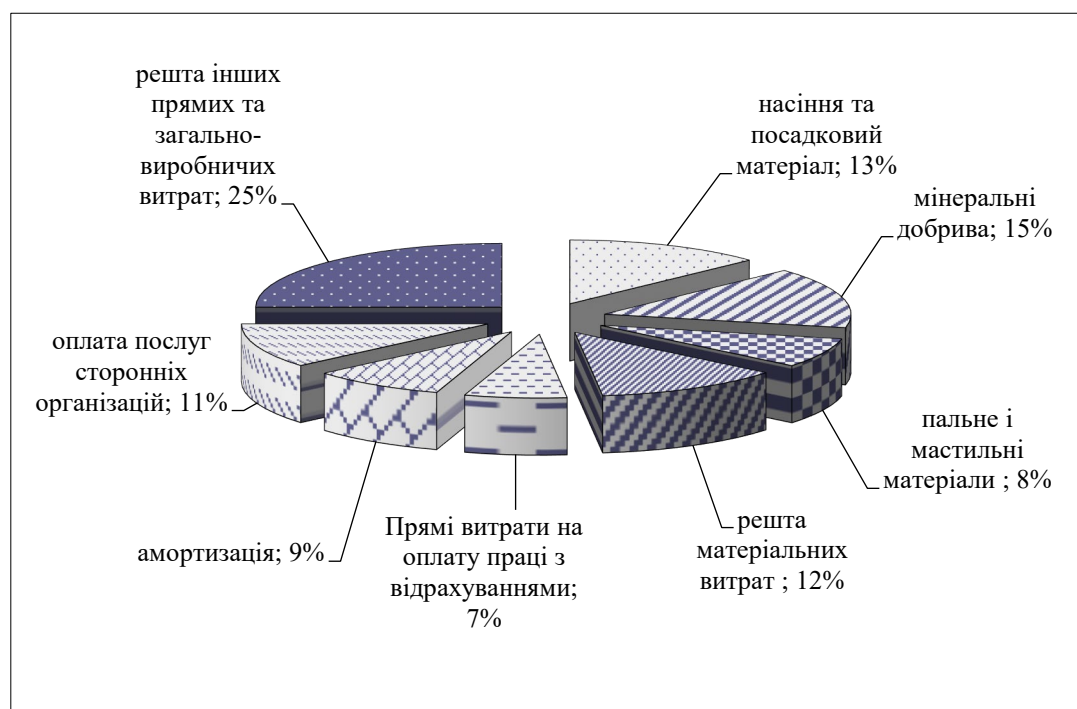 решта інших
прямих та
загально-
виробничих
витрат; 25%
насіння та
посадковий
матеріал; 13%
мінеральні
добрива; 15%
оплата послуг
сторонніх
організацій; 11%
пальне і
мастильні
матеріали ; 8%
амортизація; 9%
Прямі витрати на
оплату праці з
відрахуваннями;
7%
решта
матеріальних
витрат ; 12%